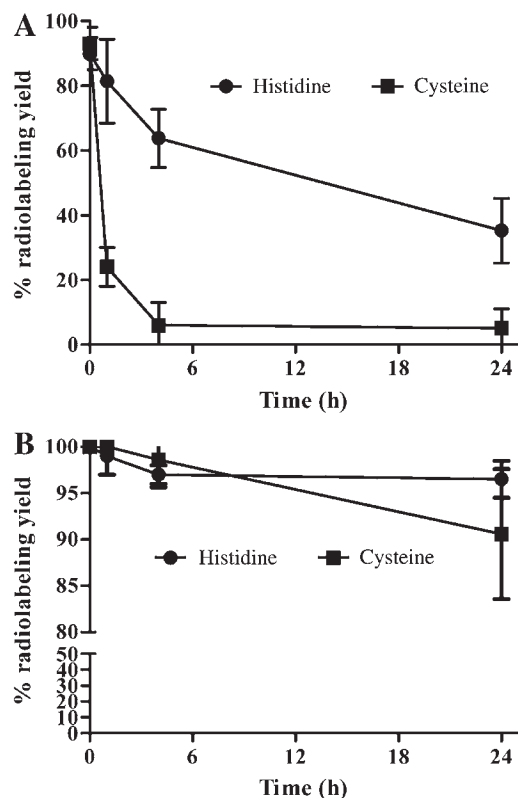 A
% radiolabeling yield
100
80
60
40
20
0
Histidine
Cysteine
0 6 12 18 24
Time (h)
B
% radiolabeling yield
100
95
90
85
80
50
40
30
20
10
0
Histidine
Cysteine
0 6 12 18 24
Time (h)